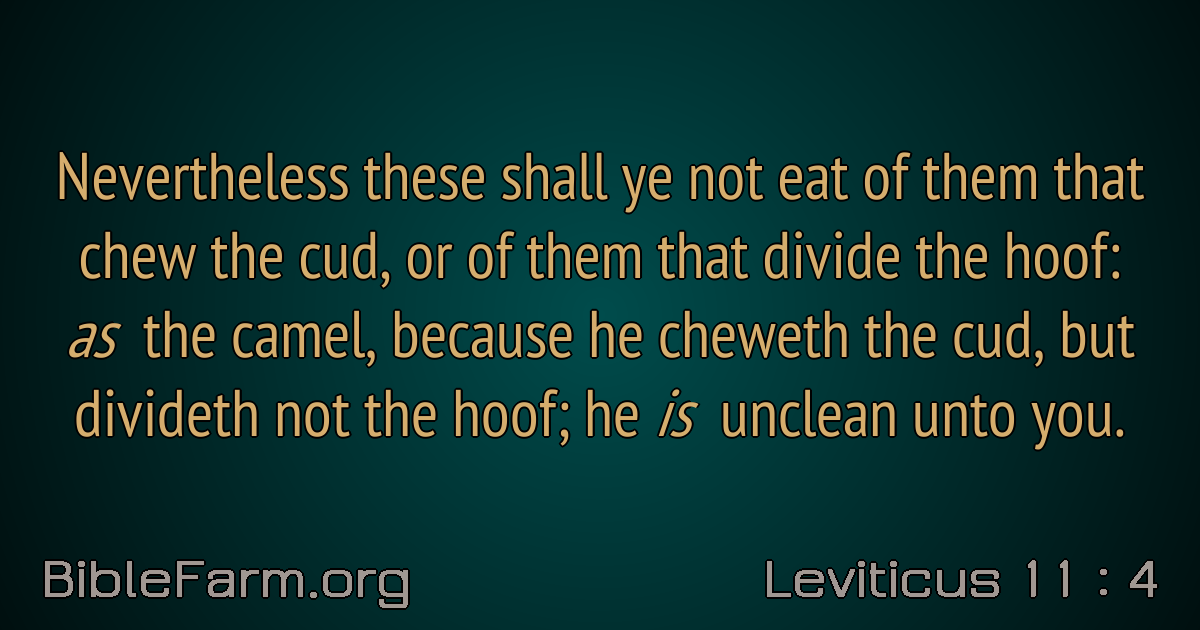 Nevertheless these shall ye not eat of them that
chew the cud, or of them that divide the hoof:
as the camel, because he cheweth the cud, but
divideth not the hoof; he is unclean unto you.
BibleFarm.org
Leviticus 11 : 4